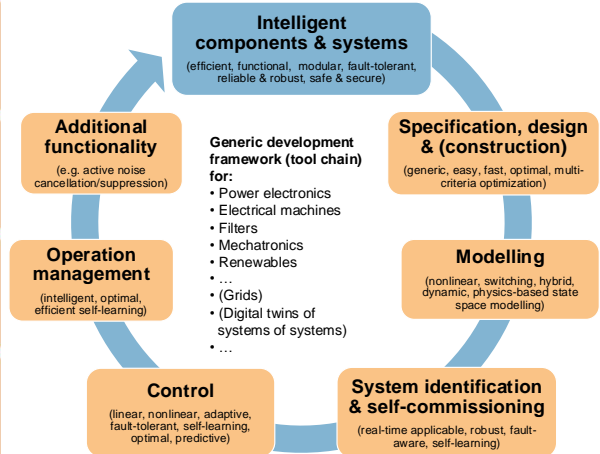 Intelligent
components & systems
(efficient, functional, modular, fault-tolerant,
reliable & robust, safe & secure)
Additional
functionality
(e.g. active noise
cancellation/suppression)
Generic development
framework (tool chain)
for:
• Power electronics
• Electrical machines
• Filters
• Mechatronics
• Renewables
• ...
• (Grids)
• (Digital twins of
systems of systems)
• ...
Specification, design
& (construction)
(generic, easy, fast, optimal, multi-
criteria optimization)
Operation
management
(intelligent, optimal,
efficient self-learning)
Modelling
(nonlinear, switching, hybrid,
dynamic, physics-based state
space modelling)
Control
(linear, nonlinear, adaptive,
fault-tolerant, self-learning,
optimal, predictive)
System identification
& self-commissioning
(real-time applicable, robust, fault-
aware, self-learning)